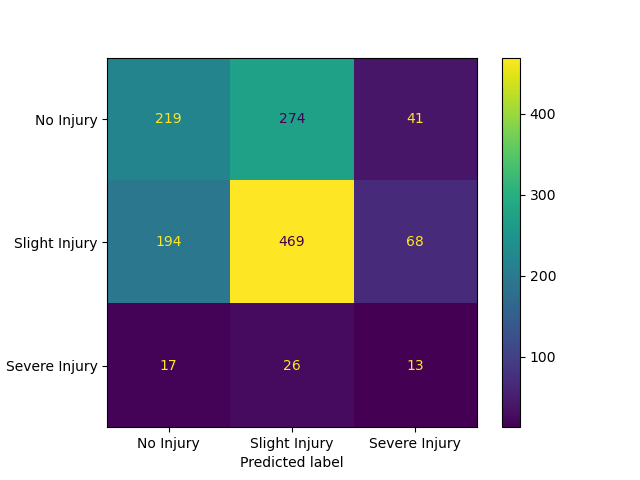 No Injury 219 274 41
Slight Injury 194 469 68
Severe Injury 17 26 13
No Injury Slight Injury Severe Injury
Predicted label
400
300
200
100